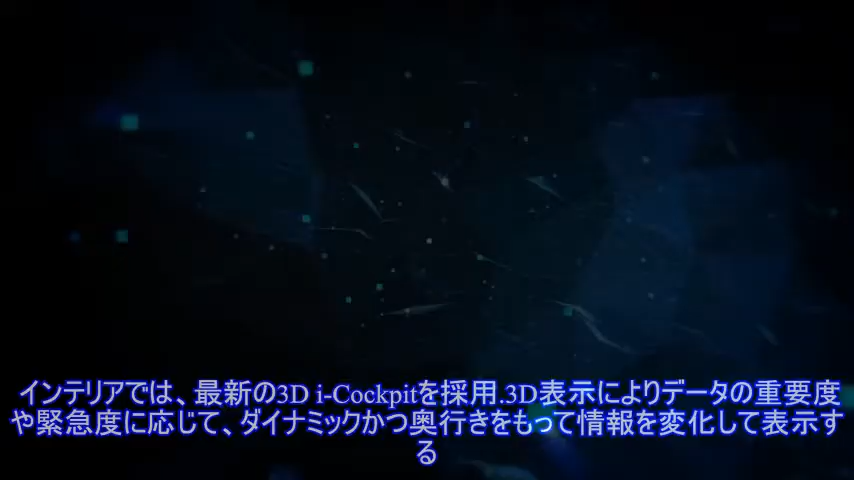 インテリアでは、最新の3D i-Cockpitを採用.3D表示によりデータの重要度
や緊急度に応じて、ダイナミックかつ奥行きをもって情報を変化して表示す
る